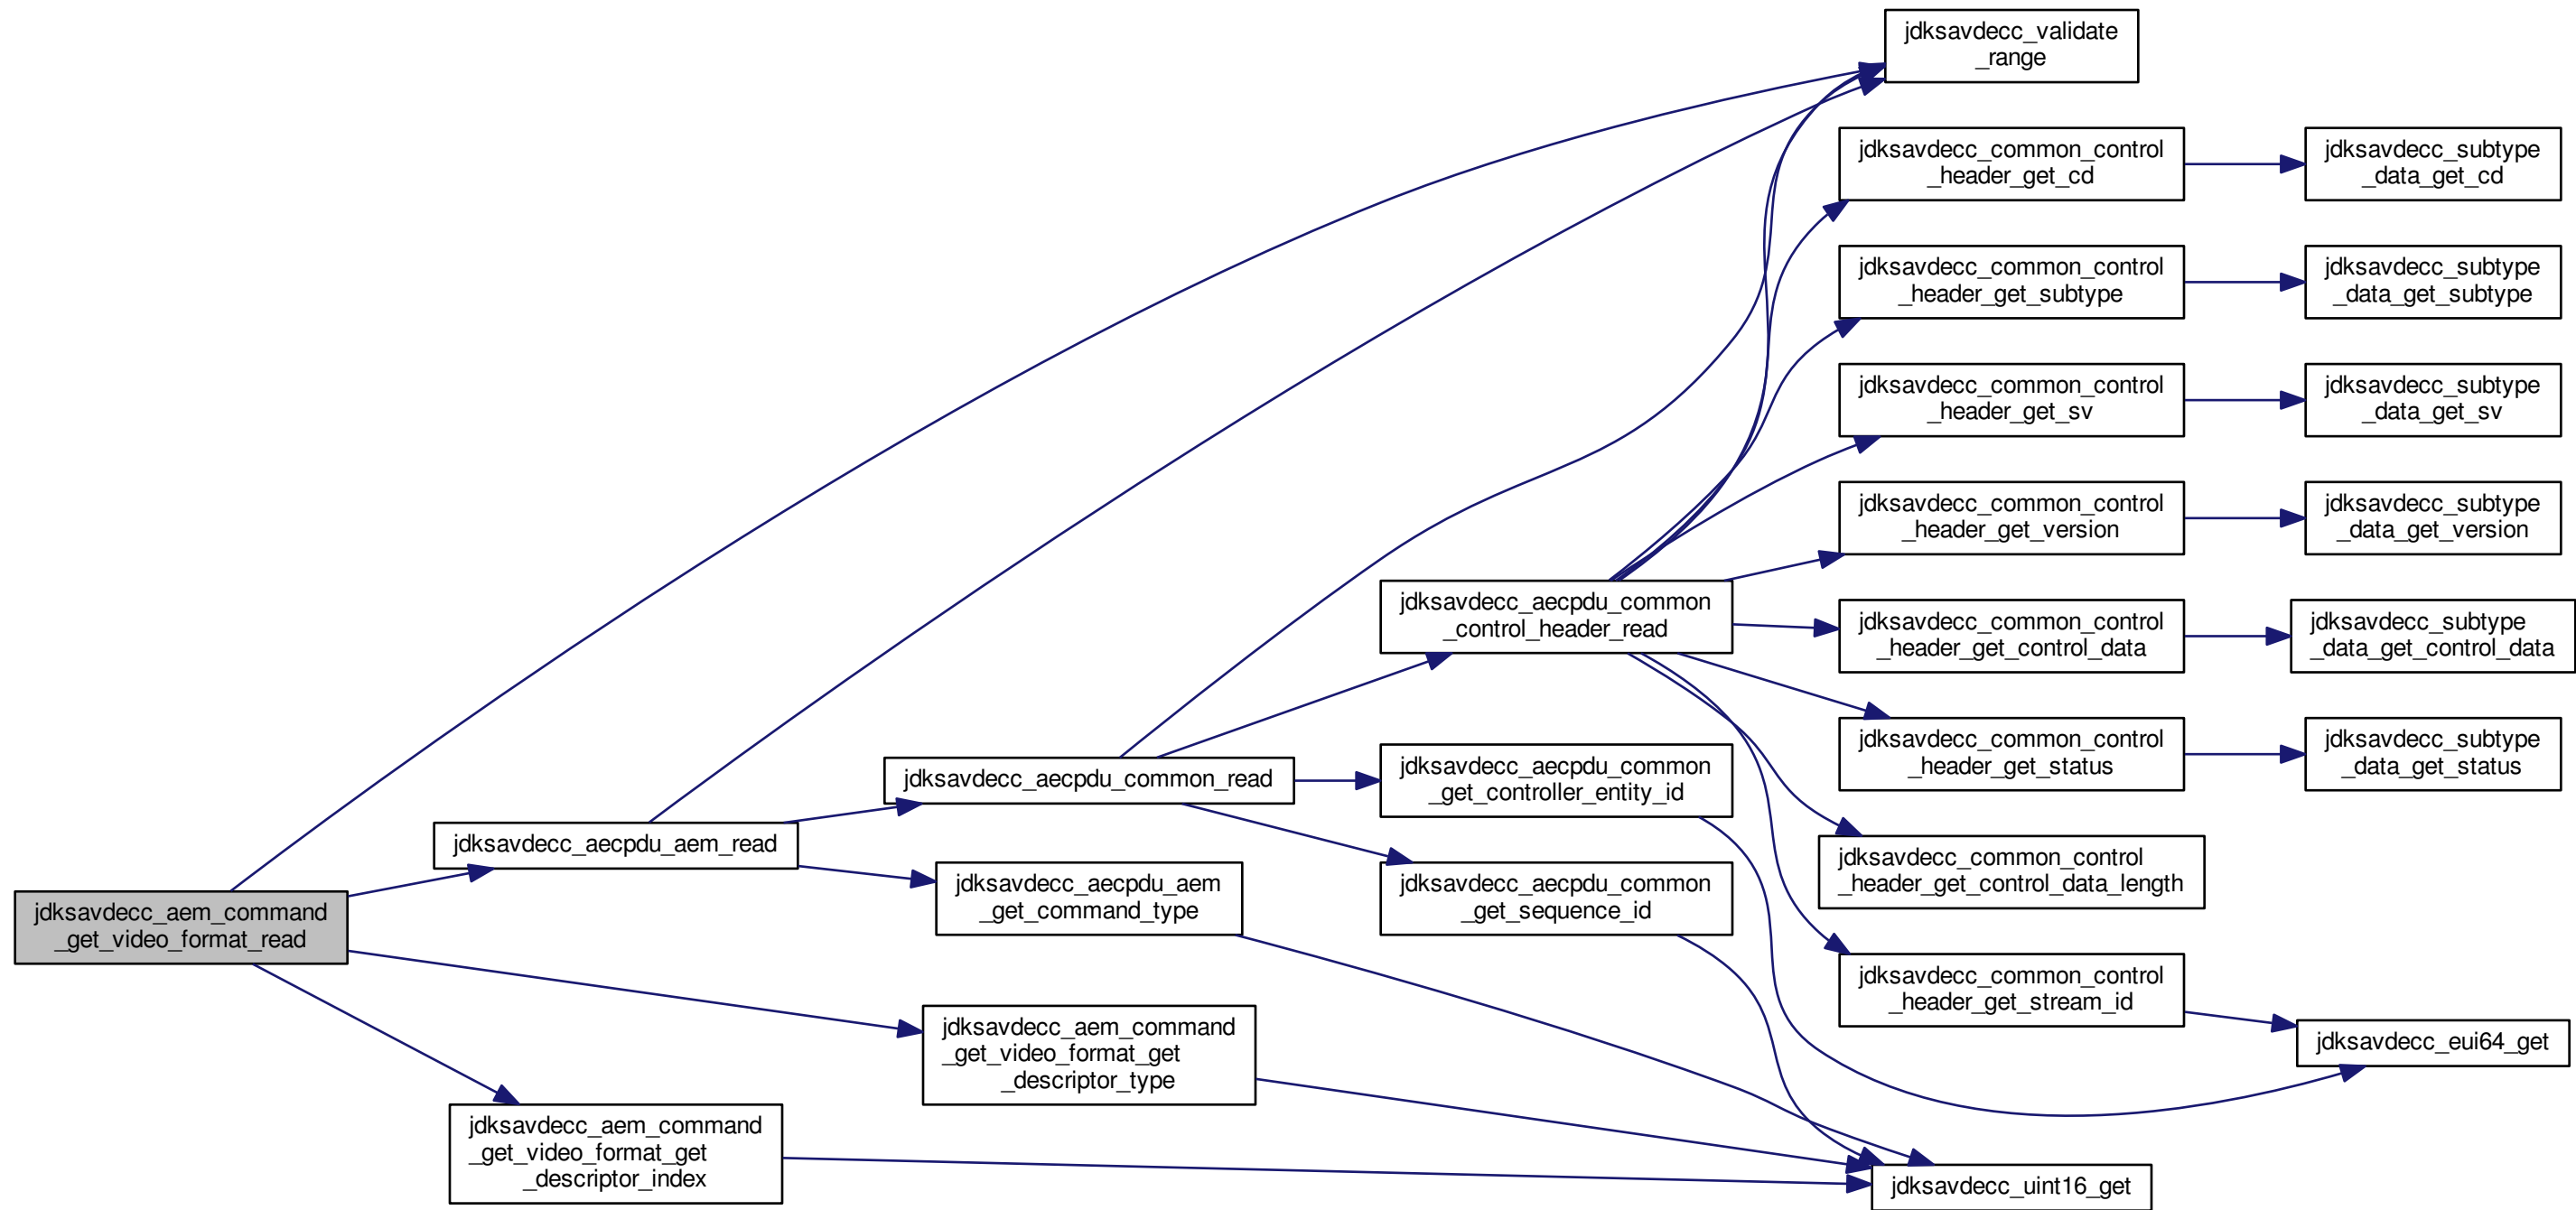 jdksavdecc_aem_command
_get_video_format_read
jdksavdecc_aecpdu_aem_read
jdksavdecc_aem_command
_get_video_format_get
_descriptor_index
jdksavdecc_aecpdu_common_read
jdksavdecc_aecpdu_aem
_get_command_type
jdksavdecc_aem_command
_get_video_format_get
_descriptor_type
jdksavdecc_aecpdu_common
_control_header_read
jdksavdecc_aecpdu_common
_get_controller_entity_id
jdksavdecc_aecpdu_common
_get_sequence_id
jdksavdecc_validate
_range
jdksavdecc_common_control
_header_get_cd
jdksavdecc_common_control
_header_get_subtype
jdksavdecc_common_control
_header_get_sv
jdksavdecc_common_control
_header_get_version
jdksavdecc_common_control
_header_get_control_data
jdksavdecc_common_control
_header_get_status
jdksavdecc_common_control
_header_get_control_data_length
jdksavdecc_common_control
_header_get_stream_id
jdksavdecc_uint16_get
jdksavdecc_subtype
_data_get_cd
jdksavdecc_subtype
_data_get_subtype
jdksavdecc_subtype
_data_get_sv
jdksavdecc_subtype
_data_get_version
jdksavdecc_subtype
_data_get_control_data
jdksavdecc_subtype
_data_get_status
jdksavdecc_eui64_get